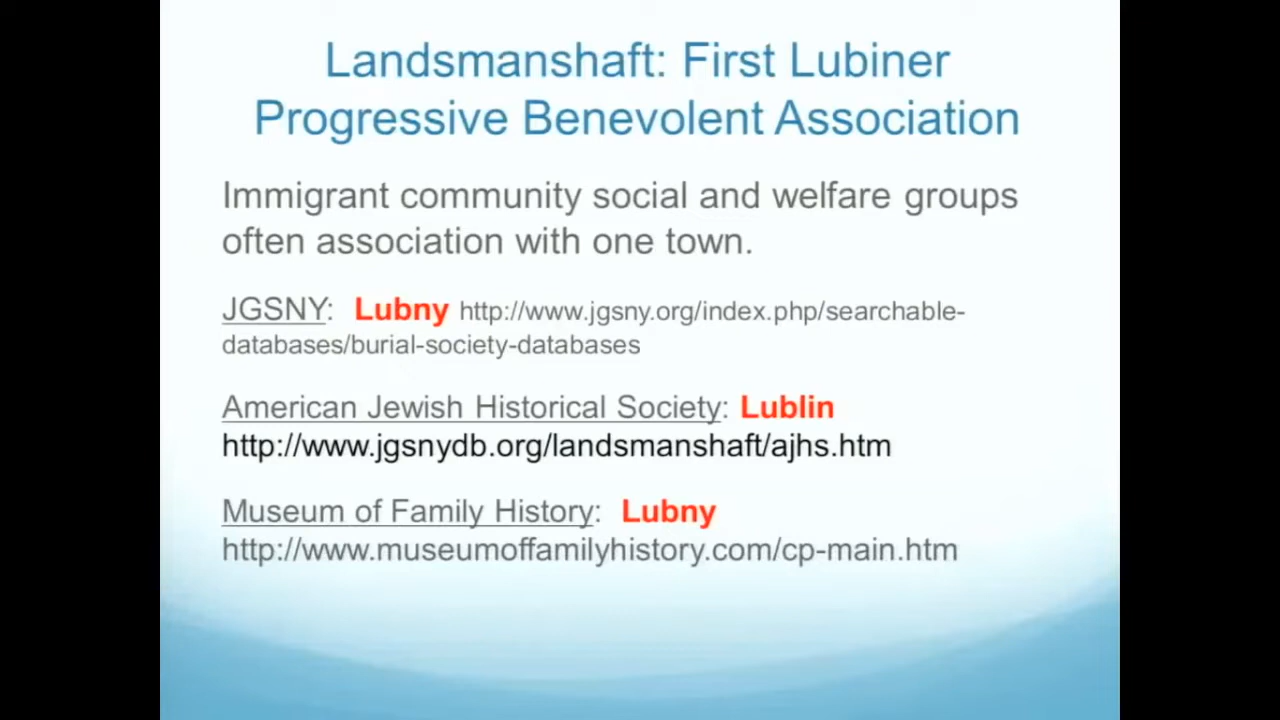 Landsmanshaft: First Lubiner
Progressive Benevolent Association
Immigrant community social and welfare groups
often association with one town.
JGSNY: Lubny http://www.jgsny.org/index.php/searchable-
databases/burial-society-databases
American Jewish Historical Society: Lublin
http://www.jgsnydb.org/landsmanshaft/ajhs.htm
Museum of Family History: Lubny
http://www.museumoffamilyhistory.com/cp-main.htm